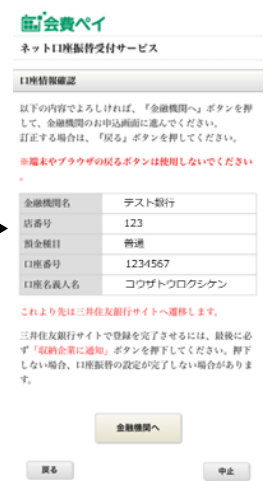 会費ペイ
ネット口座振替受付サービス
口座情報確認
以下の内容でよろしければ、『金融機関へ』ボタンを押
して、金融機関のお申込画面に進んでください。
訂正する場合は、『戻る』ボタンを押してください。
※端末やブラウザの戻るボタンは使用しないでください
。
金融機関名 テスト銀行
店番号 123
預金種目 普通
口座番号 1234567
口座名義人名 コウザトウロクシケン
これより先は三井住友銀行サイトへ遷移します。
三井住友銀行サイトで登録を完了させるには、最後に必
ず「収納企業に通知」ボタンを押下してください。押下
しない場合、口座振替の設定が完了しない場合がありま
す。
金融機関へ
戻る 中止